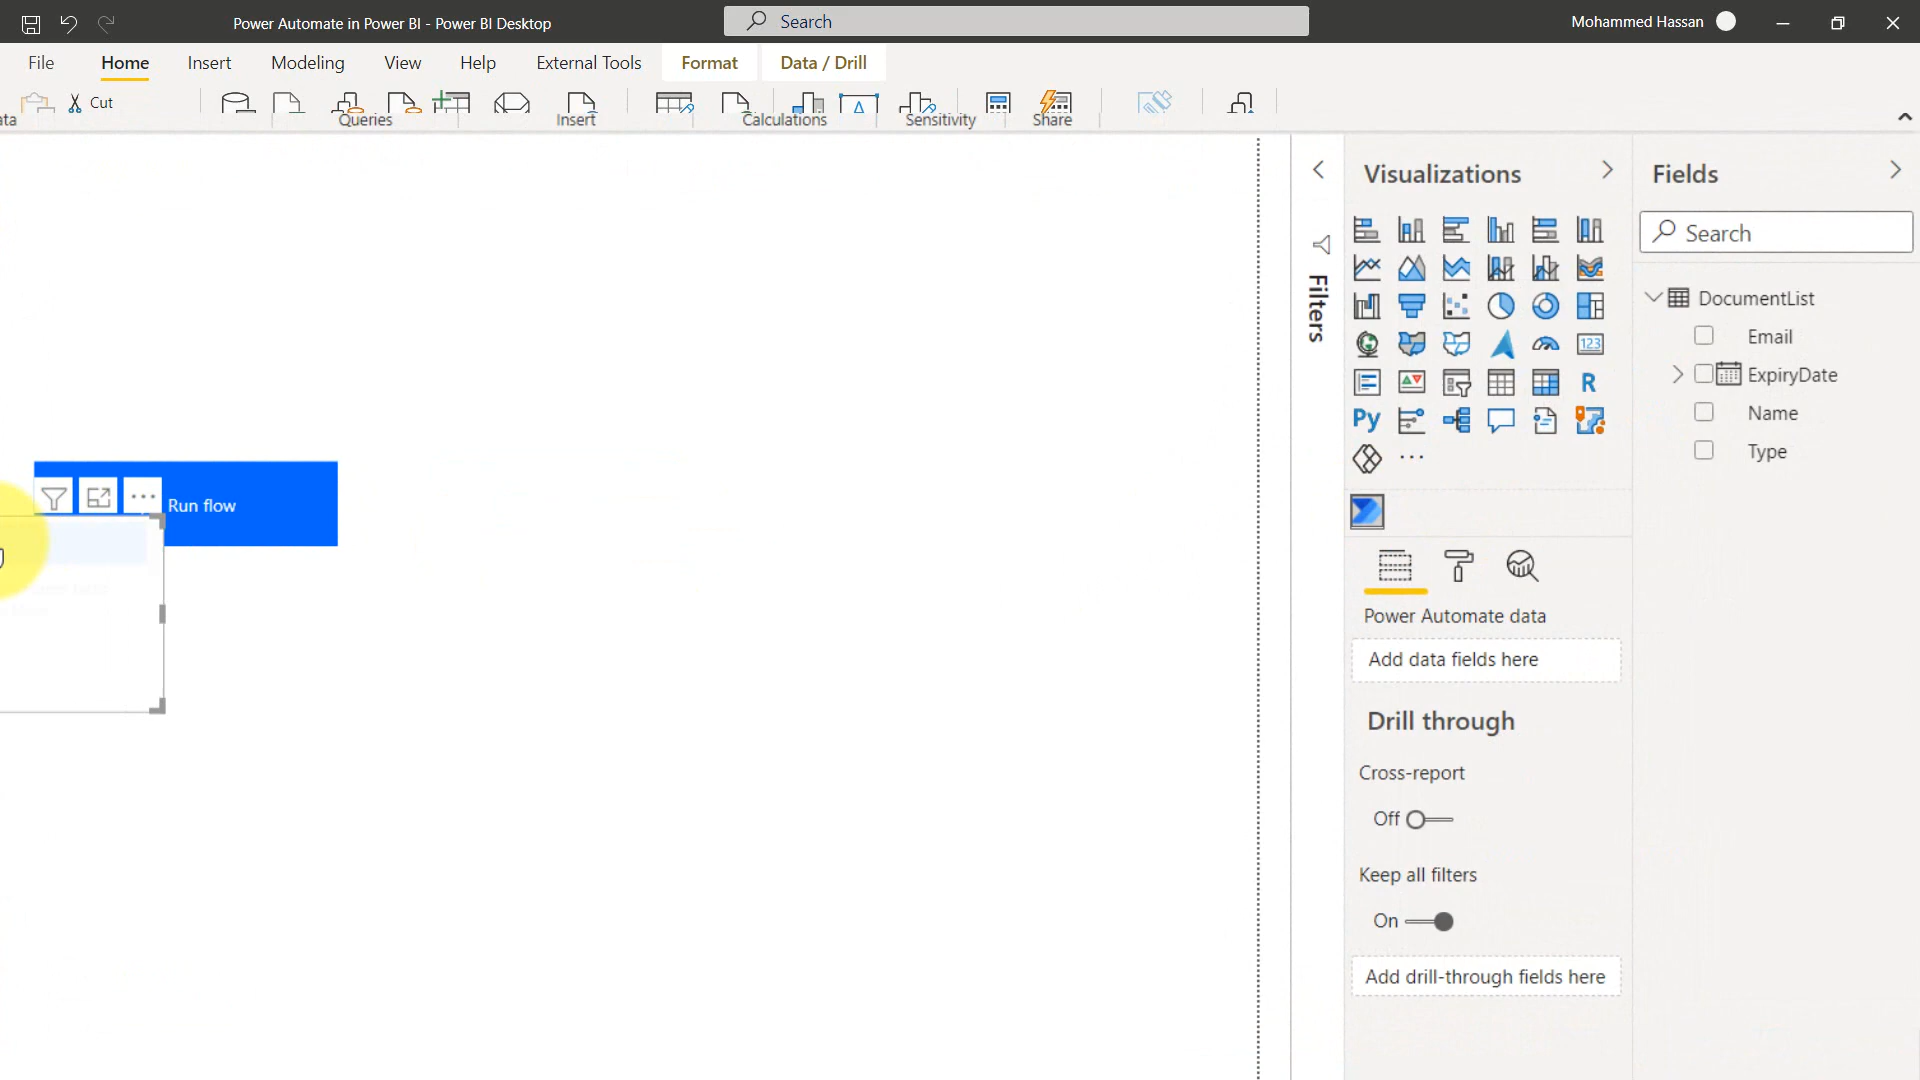 Power Automate in Power BI - Power BI Desktop
Search
Mohammed Hassan
File
Home
Insert
Modeling
View
Help
External Tools
Format
Data / Drill
Cut
ta
Queries
Insert
Calculations
Sensitivity
Share
Visualizations
Fields
Search
Filters
123
R
Py
DocumentList
Email
ExpiryDate
Name
Type
Run flow
Power Automate data
Add data fields here
Drill through
Cross-report
Off
Keep all filters
On
Add drill-through fields here